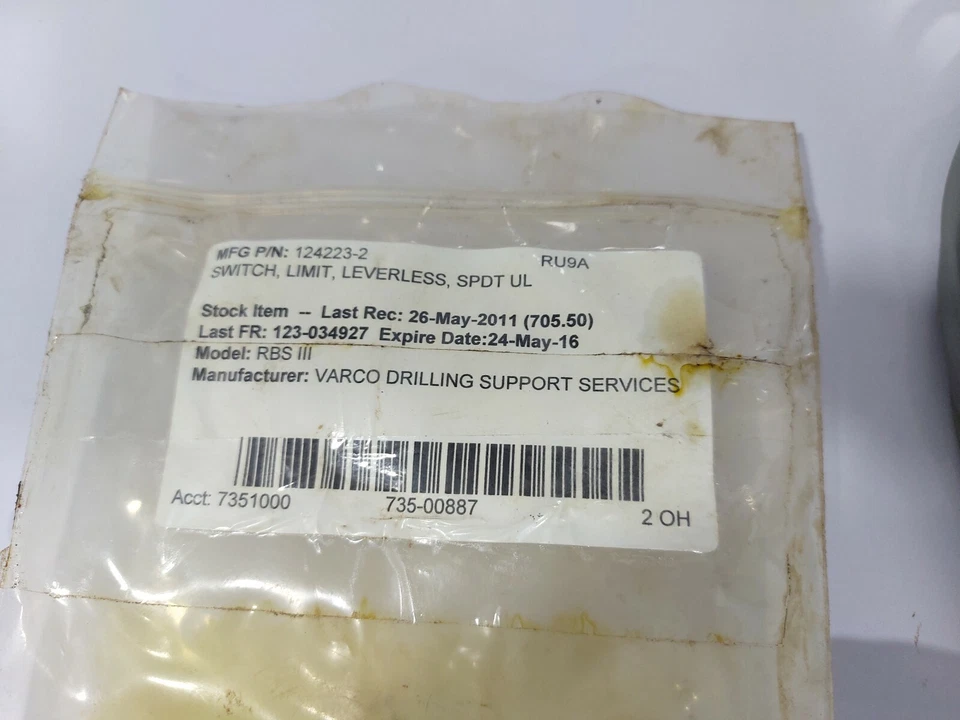 MFG P/N: 124223-2 RU9A
SWITCH, LIMIT, LEVERLESS, SPDT UL
Stock Item -- Last Rec: 26-May-2011 (705.50)
Last FR: 123-034927 Expire Date:24-May-16
Model: RBS III
Manufacturer: VARCO DRILLING SUPPORT SERVICES
Acct: 7351000 735-00887 2 OH